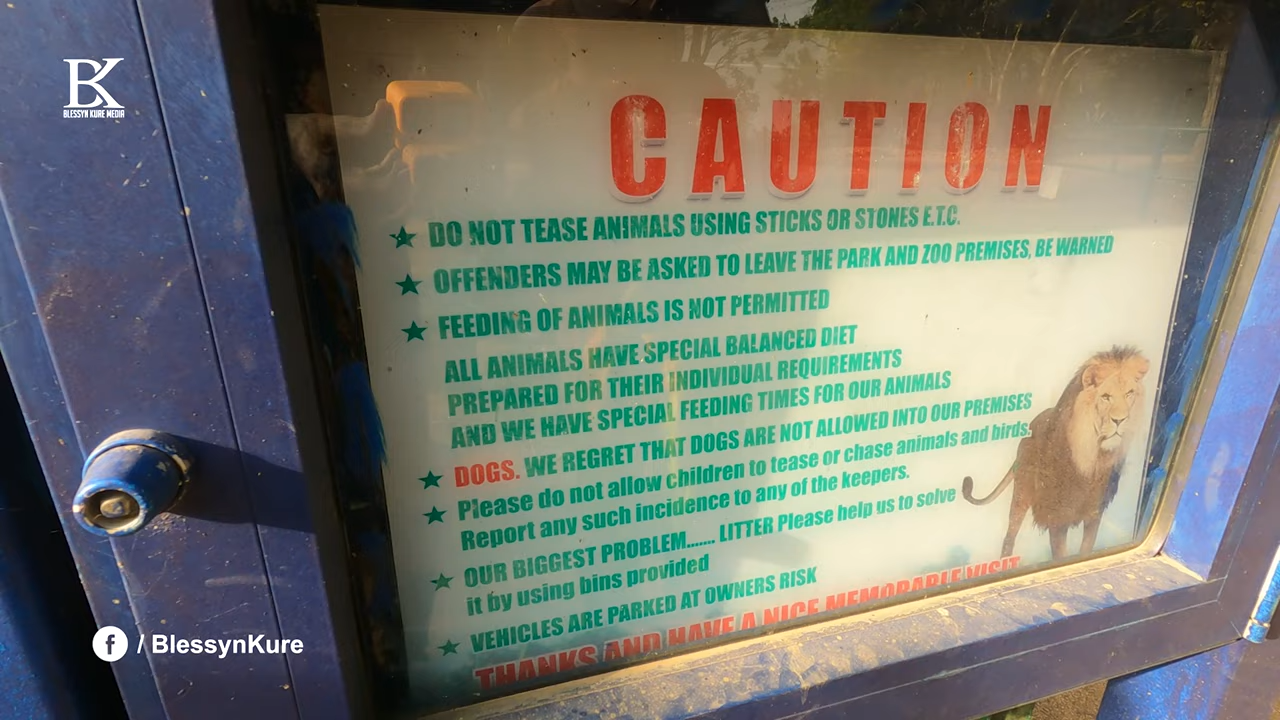 BK
BLESSYN KURE MEDIA
CAUTION
DO NOT TEASE ANIMALS USING STICKS OR STONES E.T.C.
OFFENDERS MAY BE ASKED TO LEAVE THE PARK AND ZOO PREMISES, BE WARNED
FEEDING OF ANIMALS IS NOT PERMITTED
ALL ANIMALS HAVE SPECIAL BALANCED DIET
PREPARED FOR THEIR INDIVIDUAL REQUIREMENTS
AND WE HAVE SPECIAL FEEDING TIMES FOR OUR ANIMALS
DOGS. WE REGRET THAT DOGS ARE NOT ALLOWED INTO OUR PREMISES
Please do not allow children to tease or chase animals and birds.
Report any such incidence to any of the keepers.
OUR BIGGEST PROBLEM....... LITTER Please help us to solve
it by using bins provided
VEHICLES ARE PARKED AT OWNERS RISK
THANKS AND HAVE A NICE MEMORABLE VISIT
f / BlessynKure